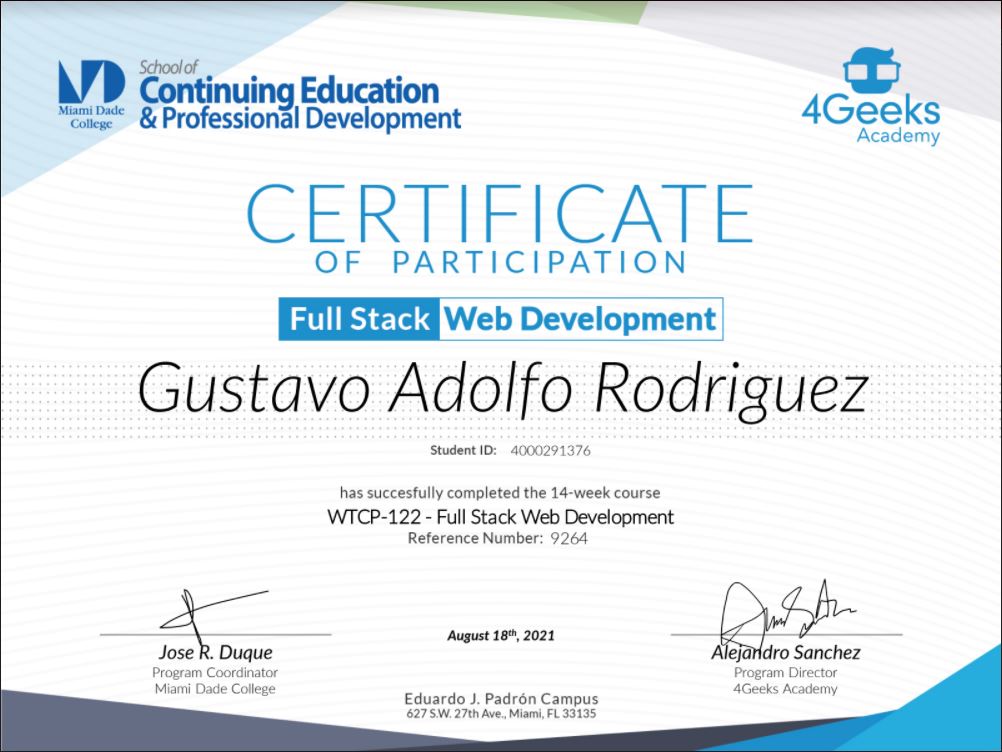 Miami Dade
College
School of
Continuing Education
& Professional Development
4Geeks
Academy
CERTIFICATE
OF PARTICIPATION
Full Stack Web Development
Gustavo Adolfo Rodriguez
Student ID: 4000291376
has succesfully completed the 14-week course
WTCP-122 - Full Stack Web Development
Reference Number: 9264
Jose R. Duque
Program Coordinator
Miami Dade College
August 18th, 2021
Eduardo J. Padrón Campus
627 S.W. 27th Ave., Miami, FL 33135
Alejandro Sanchez
Program Director
4Geeks Academy